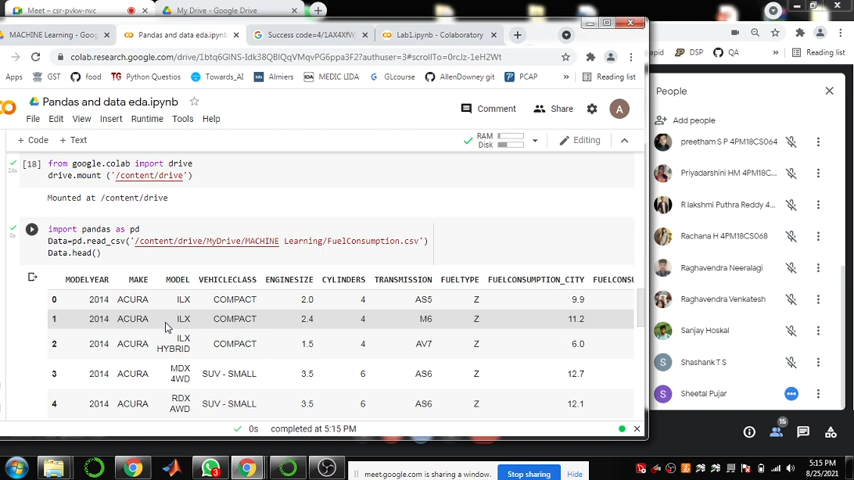 Meet – csr-pvkw-nvc
My Drive - Google Drive
MACHINE Learning - Goog
Pandas and data eda.ipynb
Success code=4/1AX4XfW
Lab1.ipynb - Colaboratory
colab.research.google.com/drive/1btq6GINS-Idk38QBlQqVMqvPG6ppa3F2?authuser=3#scrollTo=0rcJz-1eH2Wt
Apps
GST
food
Python Questions
Towards_AI
Almiers
MEDIC LIDA
GLcourse
AllenDowney git
PCAP
Reading list
rapid
DSP
QA
Reading list
Pandas and data eda.ipynb
Comment
Share
A
File Edit View Insert Runtime Tools Help
+ Code + Text
RAM
Disk
Editing
[18] from google.colab import drive
drive.mount ('/content/drive')
Mounted at /content/drive
import pandas as pd
Data=pd.read_csv('/content/drive/MyDrive/MACHINE Learning/FuelConsumption.csv')
Data.head()
MODELYEAR MAKE MODEL VEHICLECLASS ENGINESIZE CYLINDERS TRANSMISSION FUELTYPE FUELCONSUMPTION_CITY FUELCONSU
0 2014 ACURA ILX COMPACT 2.0 4 AS5 Z 9.9
1 2014 ACURA ILX COMPACT 2.4 4 M6 Z 11.2
2 2014 ACURA ILX HYBRID COMPACT 1.5 4 AV7 Z 6.0
3 2014 ACURA MDX 4WD SUV - SMALL 3.5 6 AS6 Z 12.7
4 2014 ACURA RDX AWD SUV - SMALL 3.5 6 AS6 Z 12.1
0s completed at 5:15 PM
People
Add people
preetham S P 4PM18CS064
Priyadarshini HM 4PM18CS...
R lakshmi Puthra Reddy 4...
Rachana H 4PM18CS068
Raghavendra Neeralagi
Raghavendra Venkatesh
Sanjay Hoskal
Shashank T S
Sheetal Pujar
15
meet.google.com is sharing a window.
Stop sharing
Hide
5:15 PM
8/25/2021